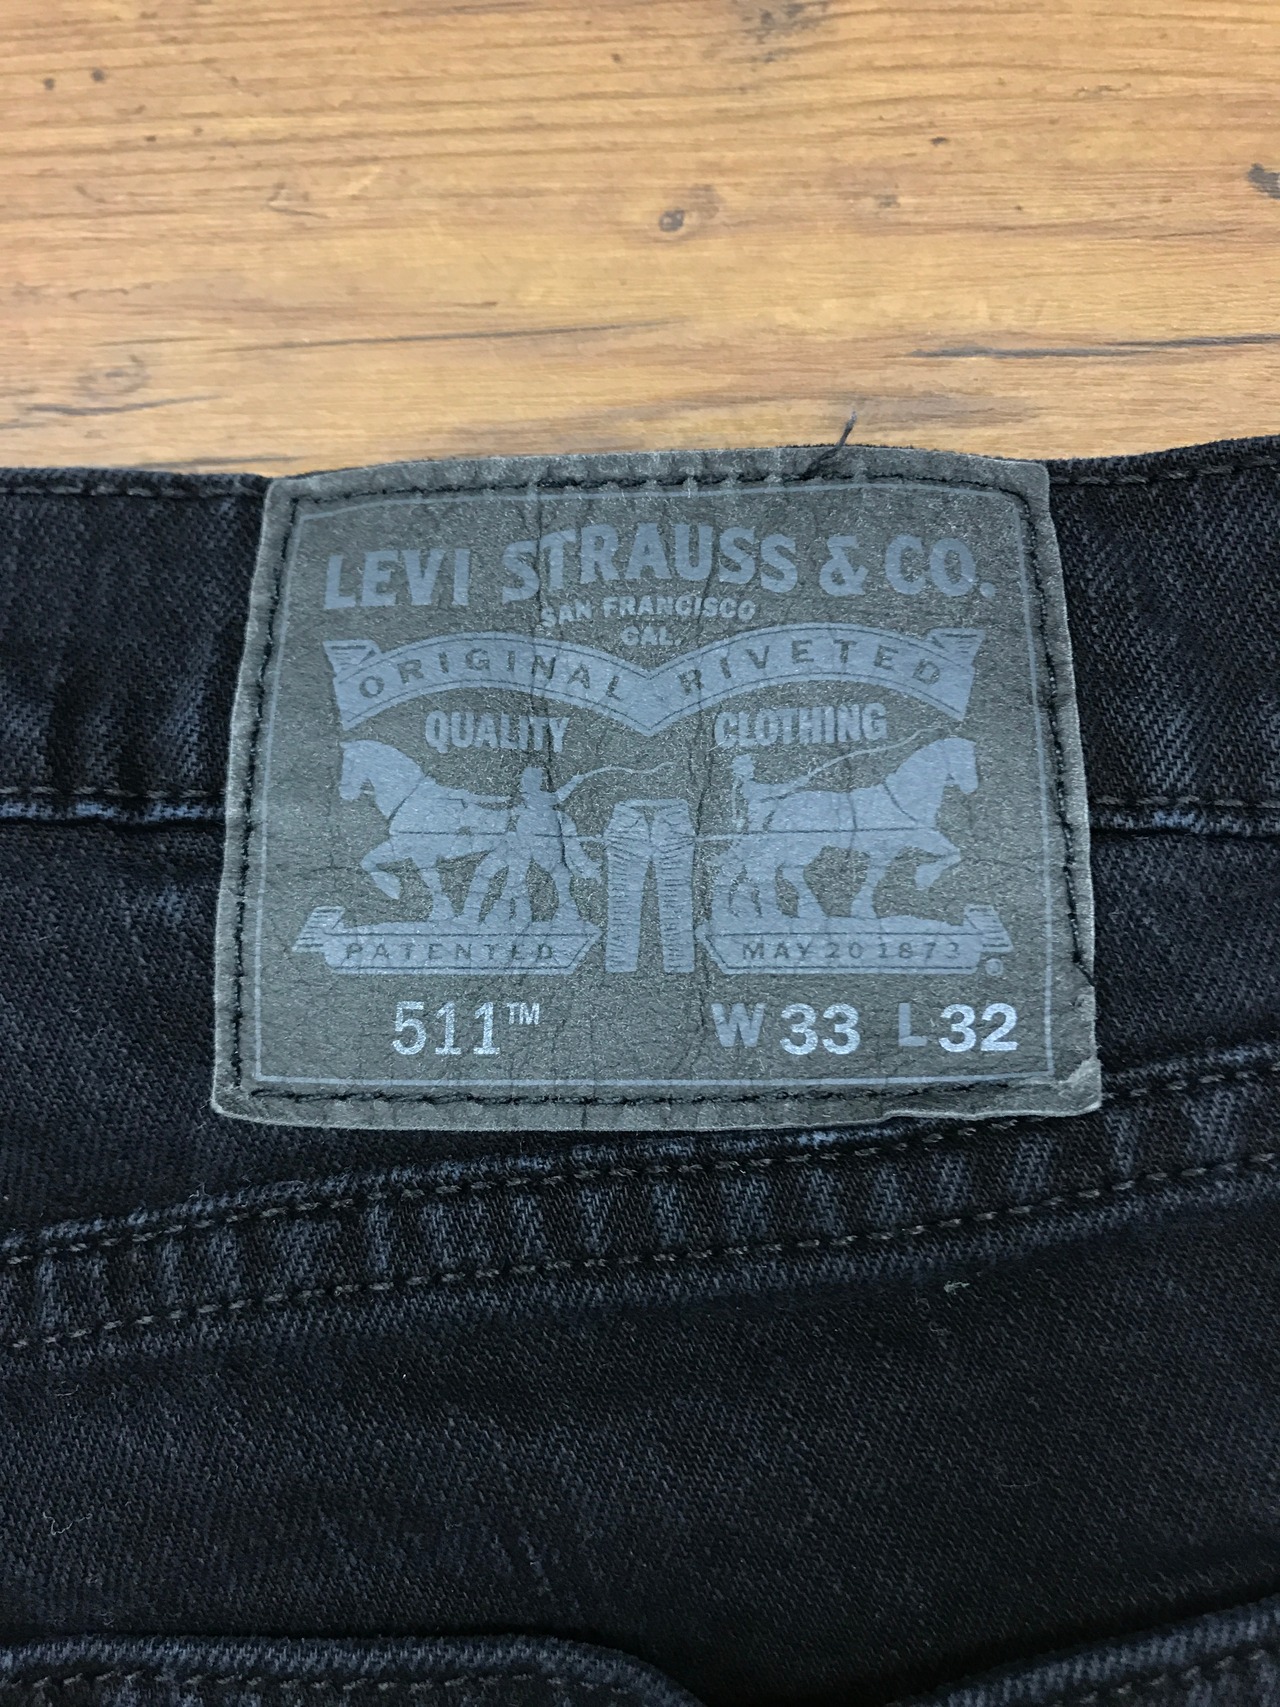 LEVI STRAUSS & CO.
SAN FRANCISCO
CAL.
ORIGINAL RIVETED
QUALITY CLOTHING
PATENTED MAY 20 1873
®
511™ W 33 L 32